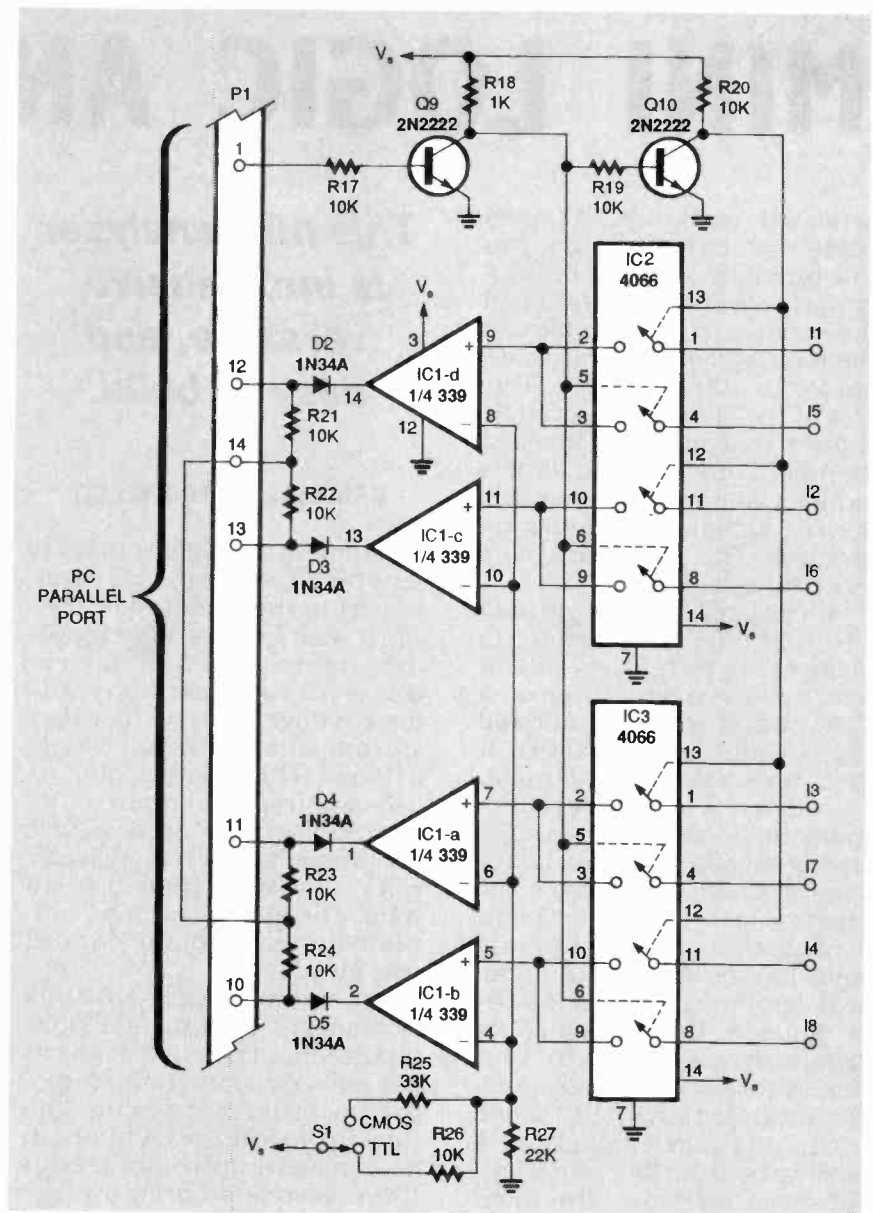 V_s
P1
R18
1K
R20
10K
Q9
2N2222
Q10
2N2222
1
R17
10K
R19
10K
IC2
4066
V_s
13
D2
1N34A
3
9
+
2
1
I1
12
14
IC1-d
1/4 339
5
R21
10K
12
8
−
3
4
I5
14
12
R22
10K
11
+
10
11
I2
13
13
IC1-c
1/4 339
6
D3
1N34A
10
−
9
8
I6
PC
PARALLEL
PORT
14
V_s
7
IC3
4066
13
D4
1N34A
7
+
2
1
I3
11
1
IC1-a
1/4 339
5
R23
10K
6
−
3
4
I7
12
R24
10K
5
+
10
11
I4
10
2
IC1-b
1/4 339
6
D5
1N34A
4
−
9
8
I8
R25
33K
14
V_s
7
CMOS
V_s
S1
TTL
R26
10K
R27
22K